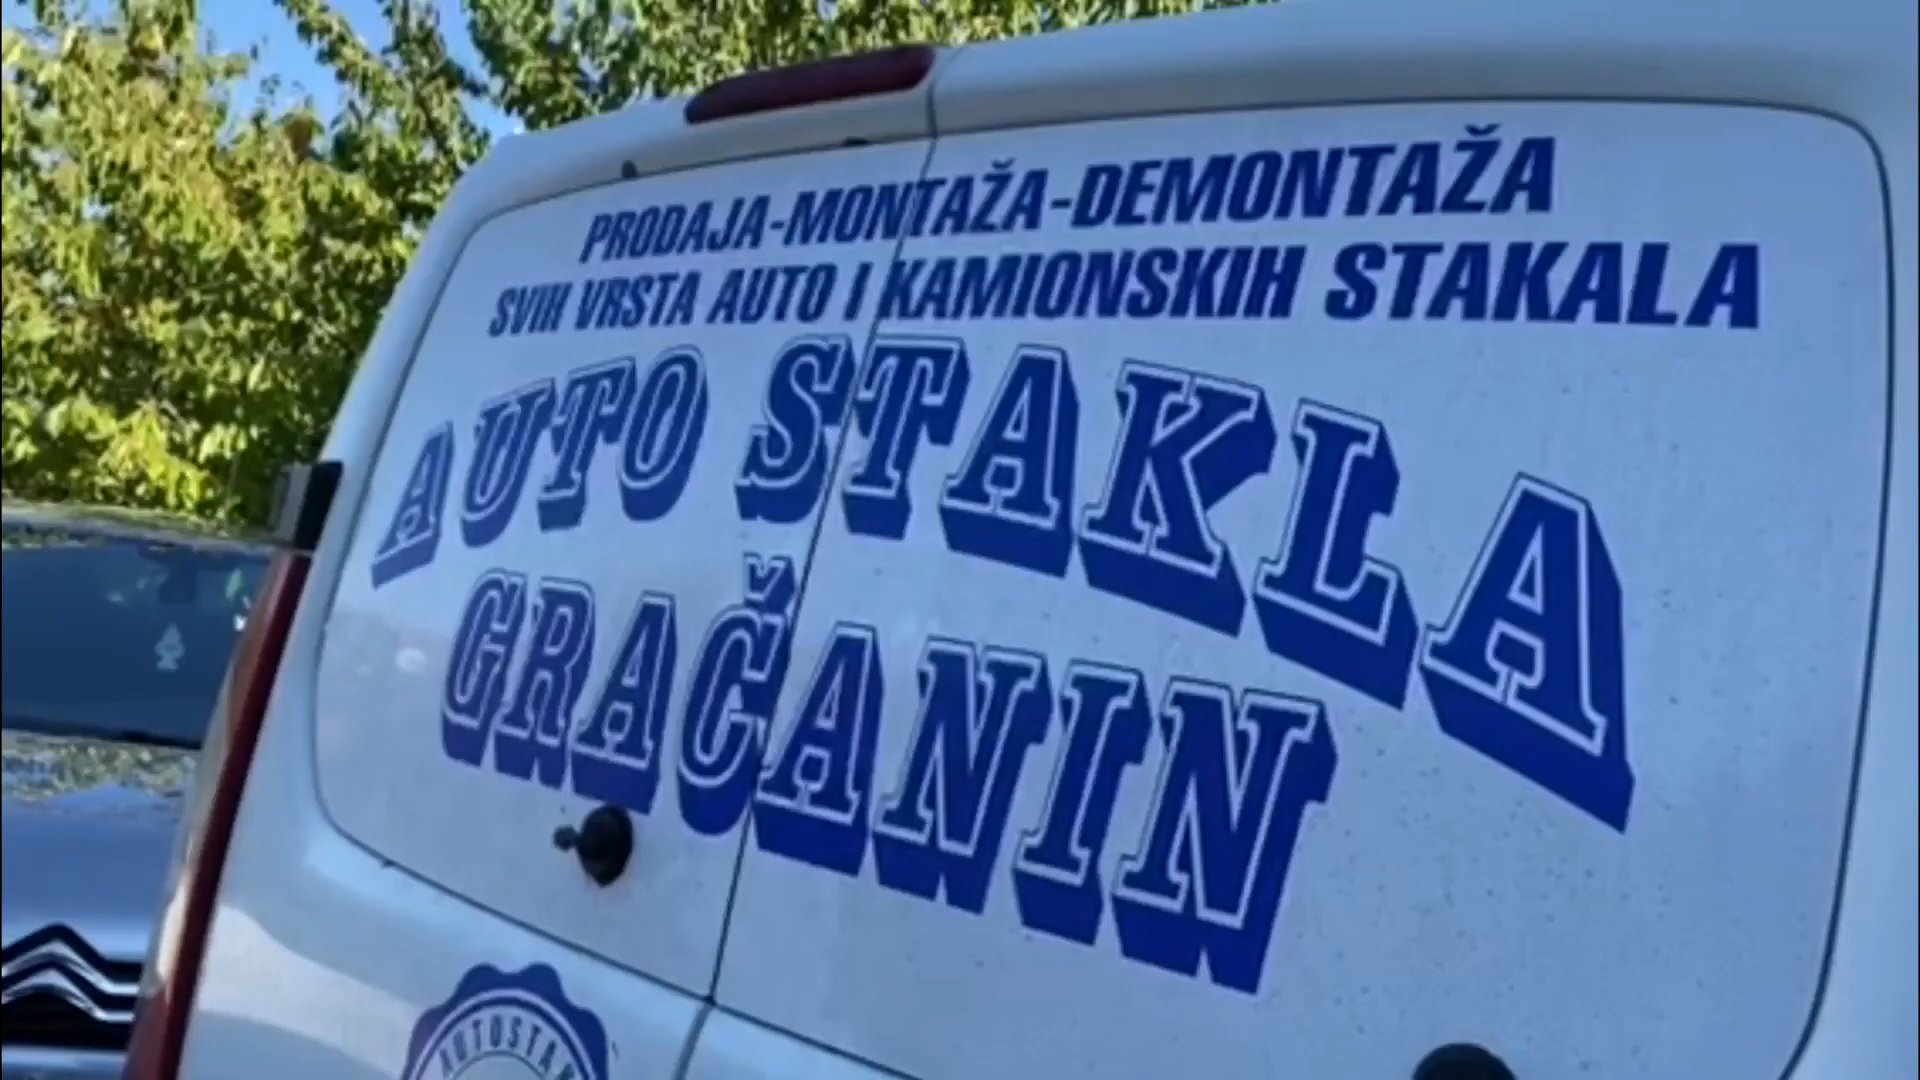 PRODAJA-MONTAŽA-DEMONTAŽA
SVIH VRSTA AUTO I KAMIONSKIH STAKALA
AUTO STAKLA
GRAČANIN